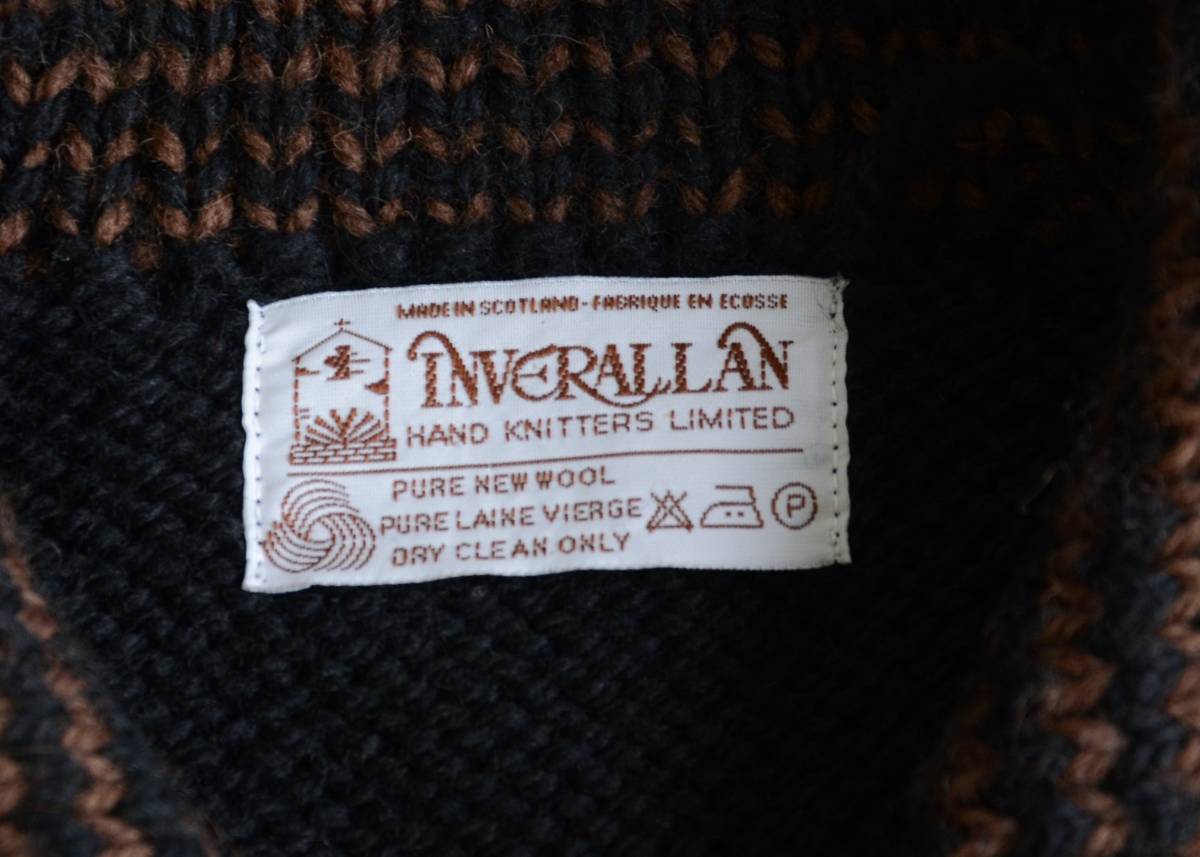 MADE IN SCOTLAND - FABRIQUE EN ECOSSE
INVERALLAN
HAND KNITTERS LIMITED
PURE NEW WOOL
PURE LAINE VIERGE
DRY CLEAN ONLY
P